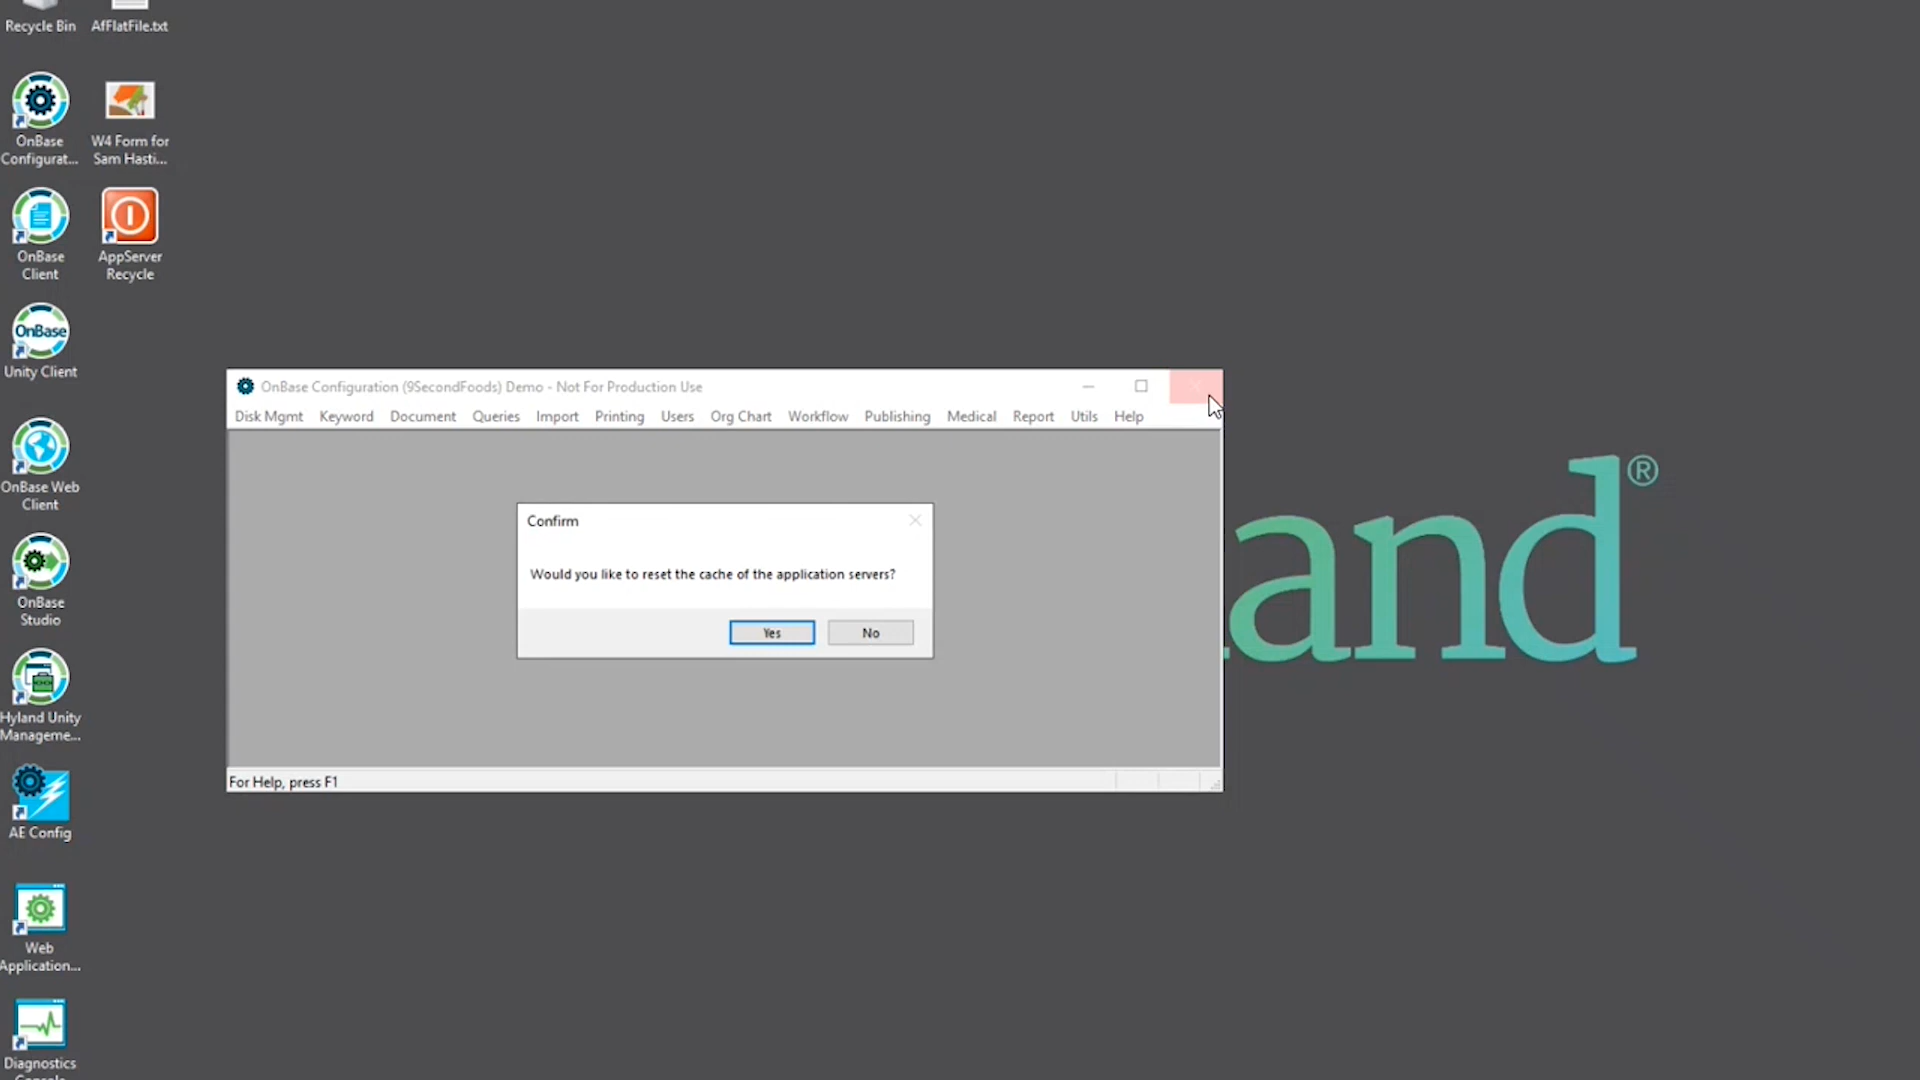 Recycle Bin
AfFlatFile.txt
OnBase
Configurat...
W4 Form for
Sam Hasti...
OnBase
Client
AppServer
Recycle
OnBase
Unity Client
OnBase Web
Client
OnBase
Studio
Hyland Unity
Manageme...
AE Config
Web
Application...
Diagnostics
OnBase Configuration (9SecondFoods) Demo - Not For Production Use
Disk Mgmt Keyword Document Queries Import Printing Users Org Chart Workflow Publishing Medical Report Utils Help
Confirm
Would you like to reset the cache of the application servers?
Yes No
For Help, press F1
and®